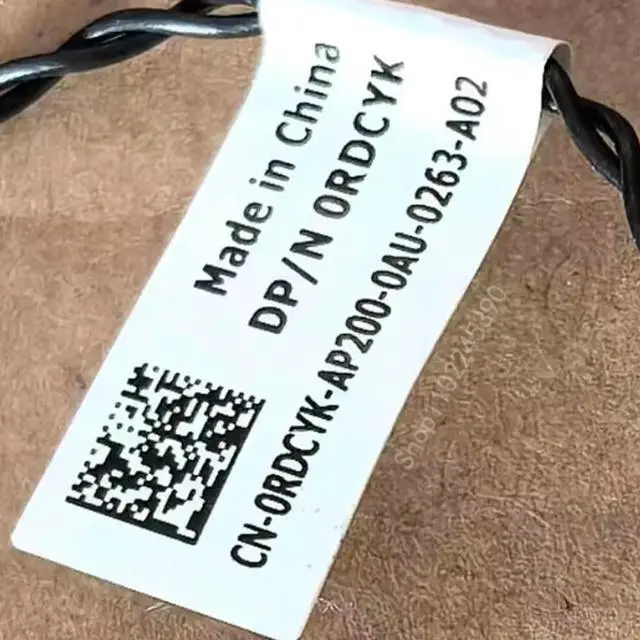 Made in China
DP/N 0RDCYK
CN-0RDCYK-AP200-0AU-0263-A02